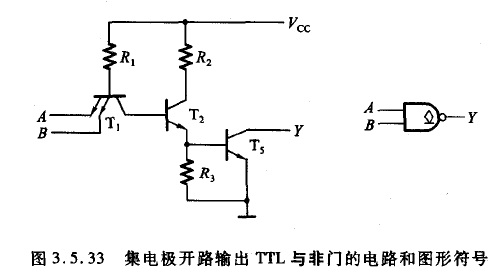 V_CC
R₁
R₂
A
B
T₁
T₂
Y
T₅
R₃
A
B
Y
图 3.5.33 集电极开路输出 TTL 与非门的电路和图形符号